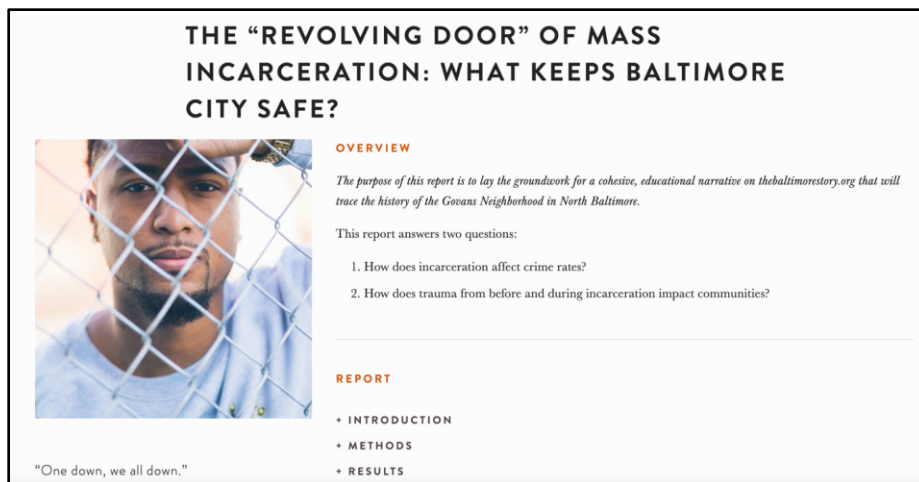 THE “REVOLVING DOOR” OF MASS
INCARCERATION: WHAT KEEPS BALTIMORE
CITY SAFE?
OVERVIEW
The purpose of this report is to lay the groundwork for a cohesive, educational narrative on thebaltimorestory.org that will
trace the history of the Govans Neighborhood in North Baltimore.
This report answers two questions:
1. How does incarceration affect crime rates?
2. How does trauma from before and during incarceration impact communities?
REPORT
+ INTRODUCTION
+ METHODS
“One down, we all down.”
+ RESULTS